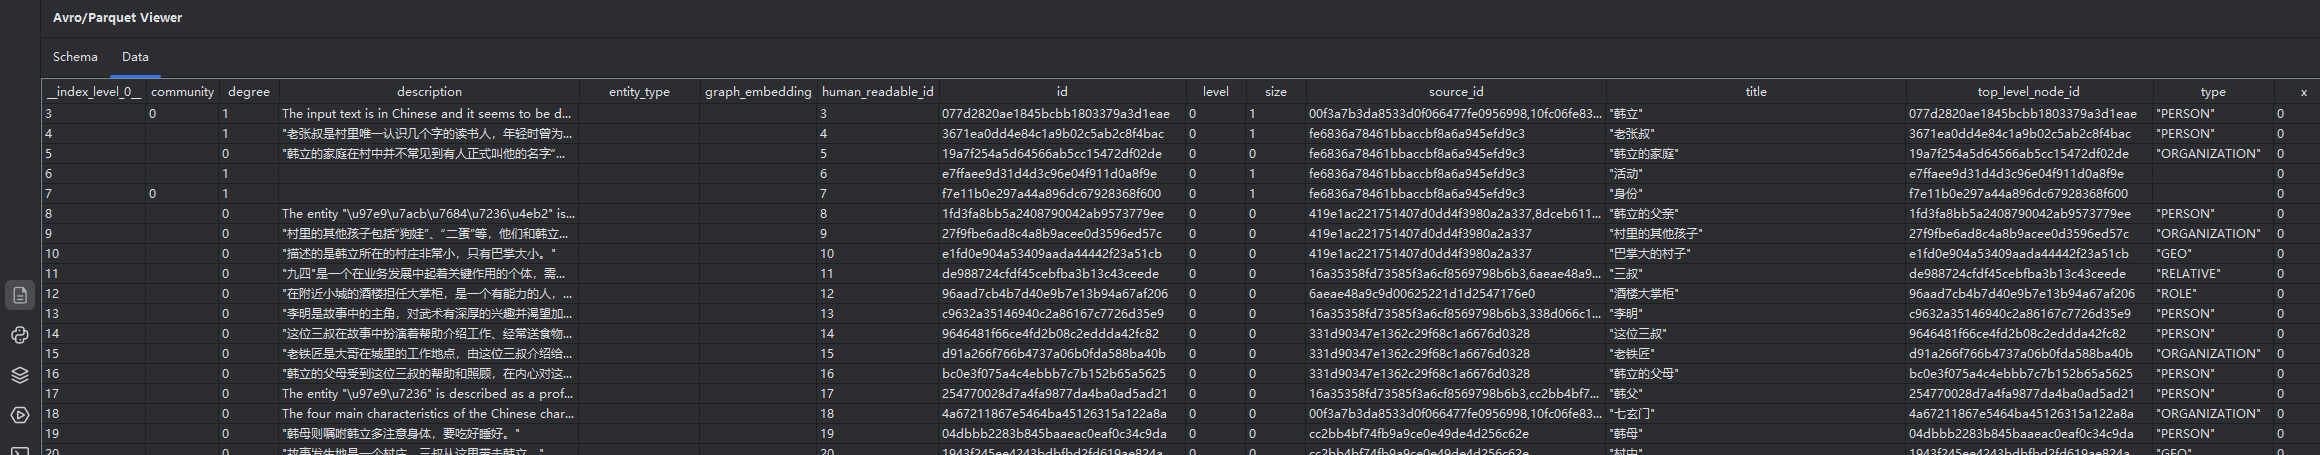 Avro/Parquet Viewer
Schema Data
__index_level_0__ community degree description entity_type graph_embedding human_readable_id id level size source_id title top_level_node_id type x
3 0 1 The input text is in Chinese and it seems to be d... 3 077d2820ae1845bcbb1803379a3d1eae 0 1 00f3a7b3da8533d0f066477fe0956998,10fc06fe83... "韩立" 077d2820ae1845bcbb1803379a3d1eae "PERSON" 0
4 1 "老张叔是村里唯一认识几个字的读书人，年轻时曾为... 4 3671ea0dd4e84c1a9b02c5ab2c8f4bac 0 1 fe6836a78461bbaccbf8a6a945efd9c3 "老张叔" 3671ea0dd4e84c1a9b02c5ab2c8f4bac "PERSON" 0
5 0 "韩立的家庭在村中并不常见到有人正式叫他的名字“... 5 19a7f254a5d64566ab5cc15472df02de 0 0 fe6836a78461bbaccbf8a6a945efd9c3 "韩立的家庭" 19a7f254a5d64566ab5cc15472df02de "ORGANIZATION" 0
6 1 6 e7ffaee9d31d4d3c96e04f911d0a8f9e 0 1 fe6836a78461bbaccbf8a6a945efd9c3 "活动" e7ffaee9d31d4d3c96e04f911d0a8f9e 0
7 0 1 7 f7e11b0e297a44a896dc67928368f600 0 1 fe6836a78461bbaccbf8a6a945efd9c3 "身份" f7e11b0e297a44a896dc67928368f600 0
8 0 The entity "\u97e9\u7acb\u7684\u7236\u4eb2" is... 8 1fd3fa8bb5a2408790042ab9573779ee 0 0 419e1ac221751407d0dd4f3980a2a337,8dceb611... "韩立的父亲" 1fd3fa8bb5a2408790042ab9573779ee "PERSON" 0
9 0 "村里的其他孩子包括“狗娃”、“二蛋”等，他们和韩立... 9 27f9fbe6ad8c4a8b9acee0d3596ed57c 0 0 419e1ac221751407d0dd4f3980a2a337 "村里的其他孩子" 27f9fbe6ad8c4a8b9acee0d3596ed57c "ORGANIZATION" 0
10 0 "描述的是韩立所在的村庄非常小，只有巴掌大小。" 10 e1fd0e904a53409aada44442f23a51cb 0 0 419e1ac221751407d0dd4f3980a2a337 "巴掌大的村子" e1fd0e904a53409aada44442f23a51cb "GEO" 0
11 0 "九四"是一个在业务发展中起着关键作用的个体，需... 11 de988724cfdf45cebfba3b13c43ceede 0 0 16a35358fd73585f3a6cf8569798b6b3,6aeae48a9... "三叔" de988724cfdf45cebfba3b13c43ceede "RELATIVE" 0
12 0 "在附近小城的酒楼担任大掌柜，是一个有能力的人，... 12 96aad7cb4b7d40e9b7e13b94a67af206 0 0 6aeae48a9c9d00625221d1d2547176e0 "酒楼大掌柜" 96aad7cb4b7d40e9b7e13b94a67af206 "ROLE" 0
13 0 "李明是故事中的主角，对武术有深厚的兴趣并渴望加... 13 c9632a35146940c2a86167c7726d35e9 0 0 16a35358fd73585f3a6cf8569798b6b3,338d066c1... "李明" c9632a35146940c2a86167c7726d35e9 "PERSON" 0
14 0 "这位三叔在故事中扮演着帮助介绍工作、经常送食物... 14 9646481f66ce4fd2b08c2eddda42fc82 0 0 331d90347e1362c29f68c1a6676d0328 "这位三叔" 9646481f66ce4fd2b08c2eddda42fc82 "PERSON" 0
15 0 "老铁匠是大哥在城里的工作地点，由这位三叔介绍给... 15 d91a266f766b4737a06b0fda588ba40b 0 0 331d90347e1362c29f68c1a6676d0328 "老铁匠" d91a266f766b4737a06b0fda588ba40b "ORGANIZATION" 0
16 0 "韩立的父母受到这位三叔的帮助和照顾，在内心对这... 16 bc0e3f075a4c4ebbb7c7b152b65a5625 0 0 331d90347e1362c29f68c1a6676d0328 "韩立的父母" bc0e3f075a4c4ebbb7c7b152b65a5625 "PERSON" 0
17 0 The entity "\u97e9\u7236" is described as a prof... 17 254770028d7a4fa9877da4ba0ad5ad21 0 0 16a35358fd73585f3a6cf8569798b6b3,cc2bb4bf7... "韩父" 254770028d7a4fa9877da4ba0ad5ad21 "PERSON" 0
18 0 The four main characteristics of the Chinese char... 18 4a67211867e5464ba45126315a122a8a 0 0 00f3a7b3da8533d0f066477fe0956998,10fc06fe83... "七玄门" 4a67211867e5464ba45126315a122a8a "ORGANIZATION" 0
19 0 "韩母则嘱咐韩立多注意身体，要吃好睡好。" 19 04dbbb2283b845baaeac0eaf0c34c9da 0 0 cc2bb4bf74fb9a9ce0e49de4d256c62e "韩母" 04dbbb2283b845baaeac0eaf0c34c9da "PERSON" 0
20 0 "故事发生地是一个村庄，三叔从这里带走韩立。" 20 1943f245ee4243bdbfbd2fd619ae824a 0 0 cc2bb4bf74fb9a9ce0e49de4d256c62e "村中" 1943f245ee4243bdbfbd2fd619ae824a "GEO" 0